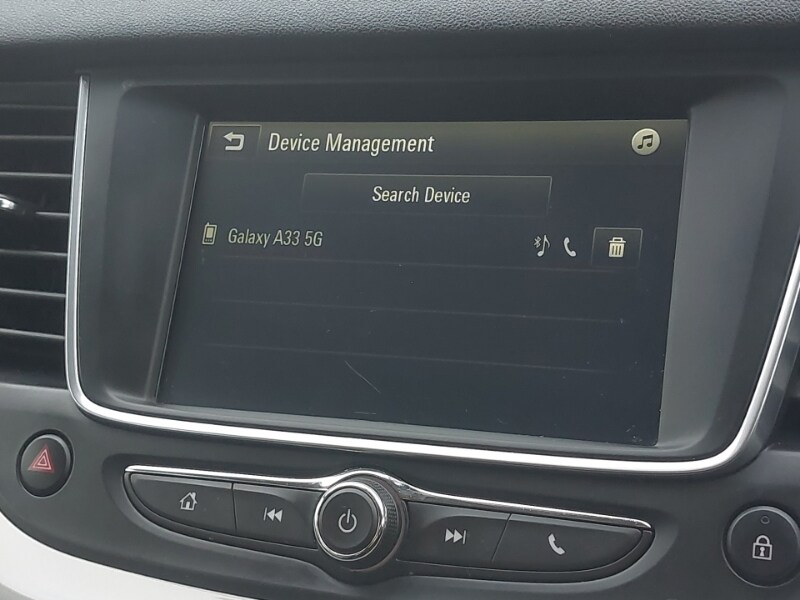 Device Management
Search Device
Galaxy A33 5G